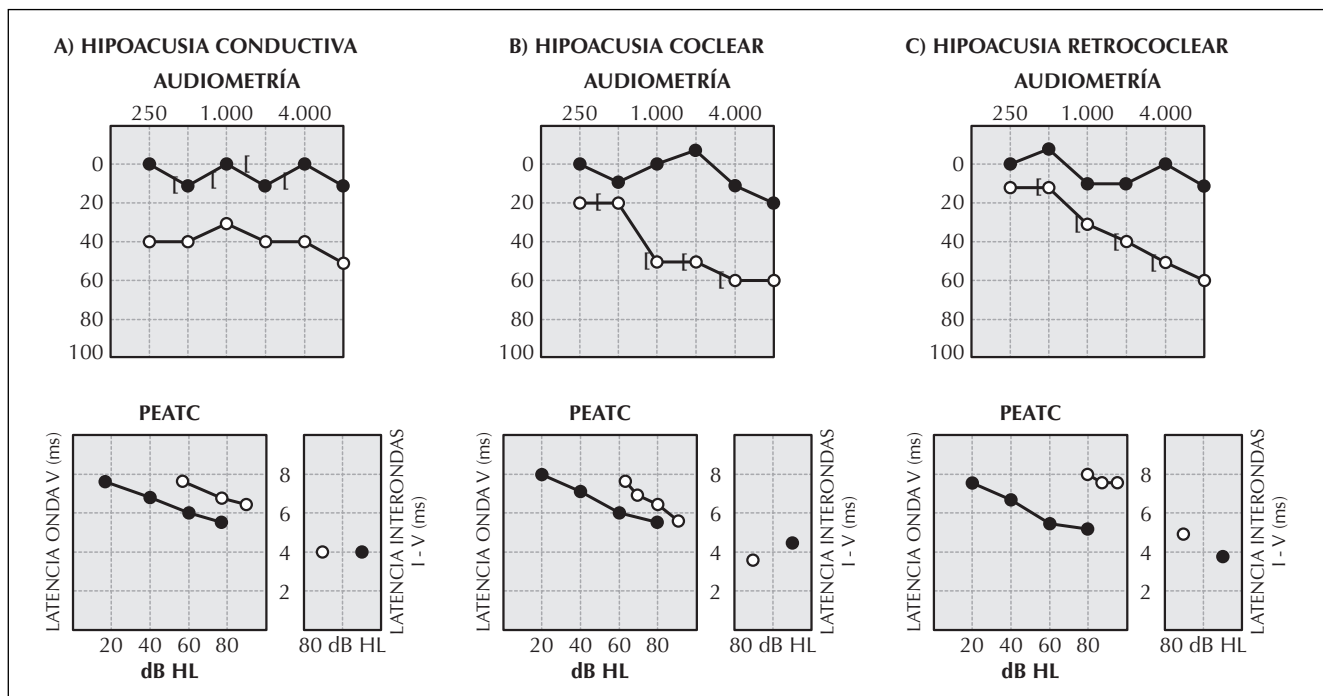 A) HIPOACUSIA CONDUCTIVA
AUDIOMETRÍA
250 1.000 4.000
0
20
40
60
80
100
PEATC
LATENCIA ONDA V (ms)
8
6
4
2
LATENCIA INTERONDAS
I - V (ms)
20 40 60 80
dB HL
80 dB HL
B) HIPOACUSIA COCLEAR
AUDIOMETRÍA
250 1.000 4.000
0
20
40
60
80
100
PEATC
LATENCIA ONDA V (ms)
8
6
4
2
LATENCIA INTERONDAS
I - V (ms)
20 40 60 80
dB HL
80 dB HL
C) HIPOACUSIA RETROCOCLEAR
AUDIOMETRÍA
250 1.000 4.000
0
20
40
60
80
100
PEATC
LATENCIA ONDA V (ms)
8
6
4
2
LATENCIA INTERONDAS
I - V (ms)
20 40 60 80
dB HL
80 dB HL